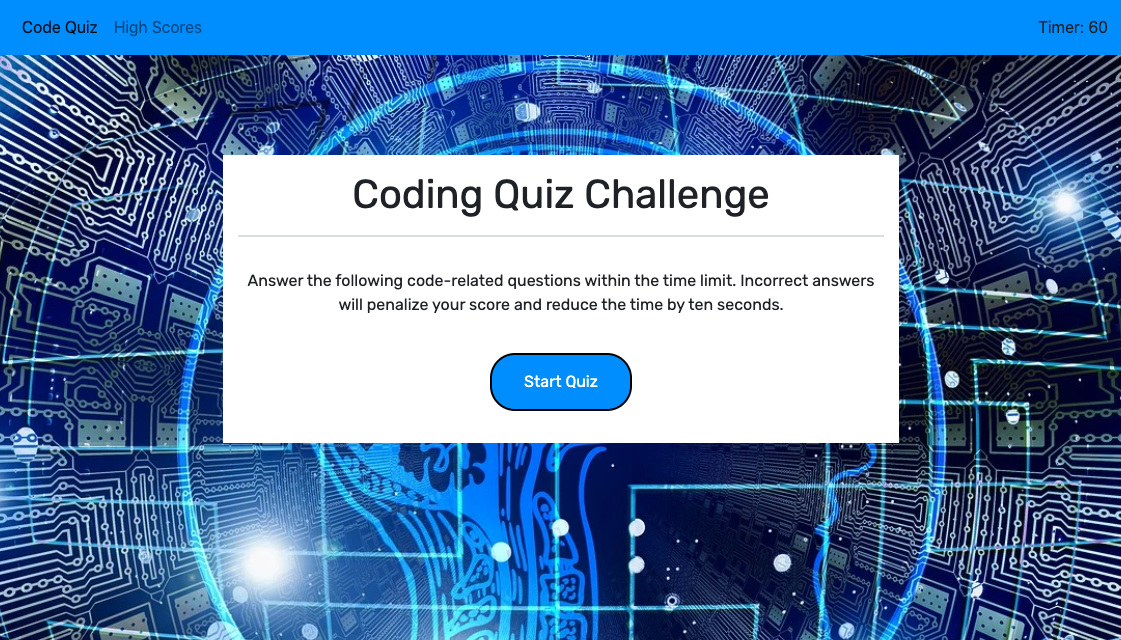 Code Quiz High Scores Timer: 60
Coding Quiz Challenge
Answer the following code-related questions within the time limit. Incorrect answers
will penalize your score and reduce the time by ten seconds.
Start Quiz